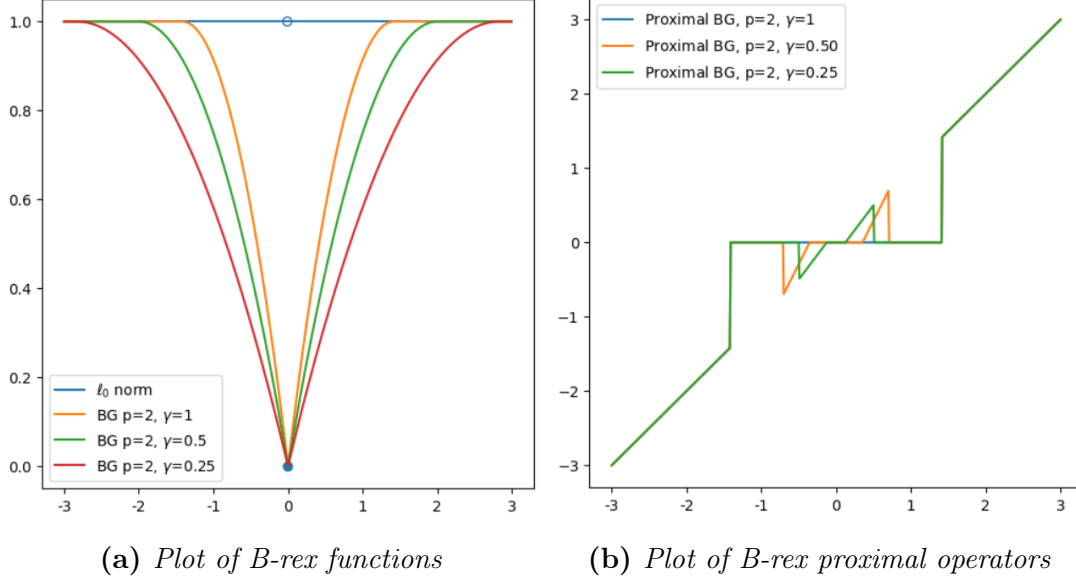 1.0
0.8
0.6
0.4
0.2
0.0
ℓ₀ norm
BG p=2, γ=1
BG p=2, γ=0.5
BG p=2, γ=0.25
-3 -2 -1 0 1 2 3
(a) Plot of B-rex functions
3
2
1
0
−1
−2
−3
Proximal BG, p=2, γ=1
Proximal BG, p=2, γ=0.50
Proximal BG, p=2, γ=0.25
-3 -2 -1 0 1 2 3
(b) Plot of B-rex proximal operators